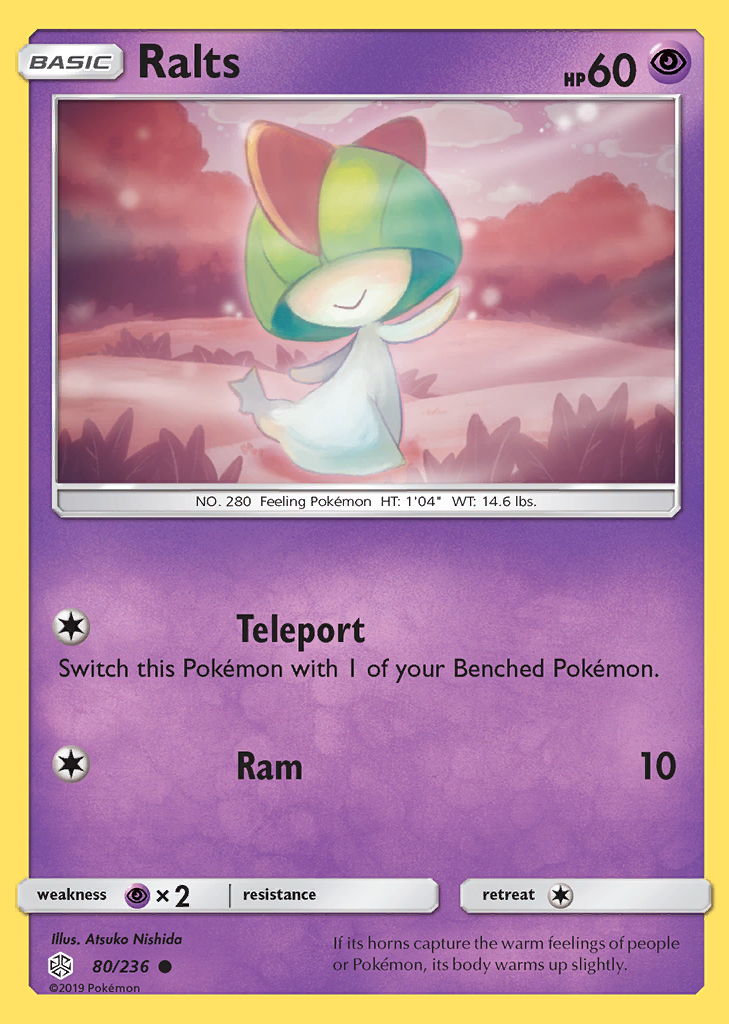 BASIC Ralts HP60
NO. 280 Feeling Pokémon HT: 1'04" WT: 14.6 lbs.
Teleport
Switch this Pokémon with 1 of your Benched Pokémon.
Ram 10
weakness ×2 resistance retreat
Illus. Atsuko Nishida
80/236
©2019 Pokémon
If its horns capture the warm feelings of people
or Pokémon, its body warms up slightly.